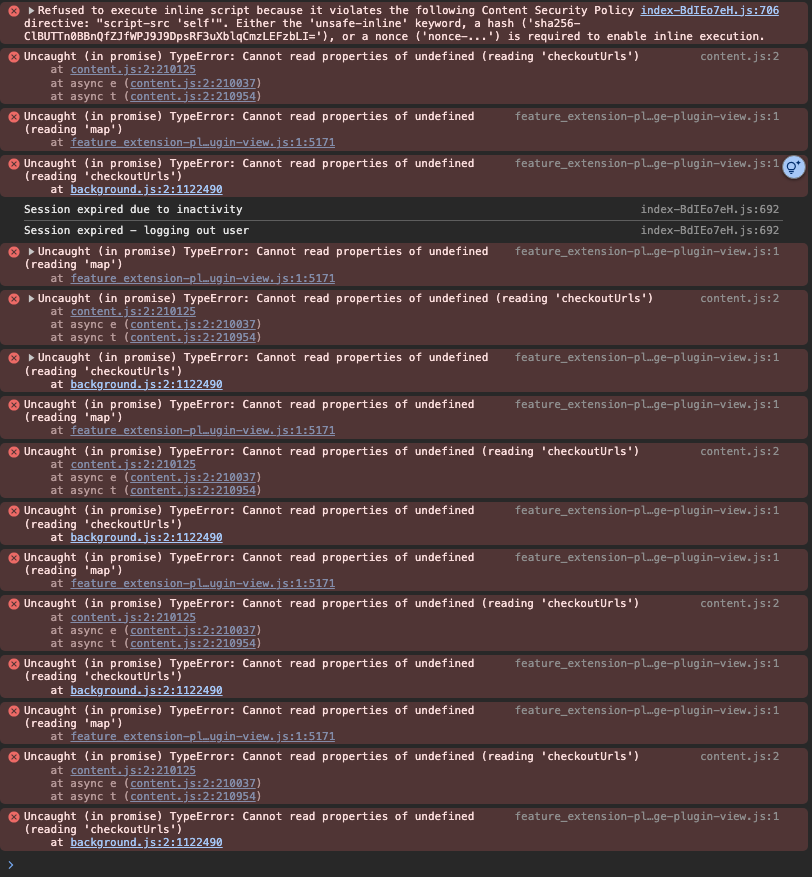 Refused to execute inline script because it violates the following Content Security Policy index-BdIEo7eH.js:706
directive: "script-src 'self'". Either the 'unsafe-inline' keyword, a hash ('sha256-
ClBUTTn0BBnQfZJfWPJ9J9DpsRF3uXblqCmzLEFzbLI='), or a nonce ('nonce-...') is required to enable inline execution.
Uncaught (in promise) TypeError: Cannot read properties of undefined (reading 'checkoutUrls') content.js:2
at content.js:2:210125
at async e (content.js:2:210037)
at async t (content.js:2:210954)
Uncaught (in promise) TypeError: Cannot read properties of undefined feature_extension-pl…ge-plugin-view.js:1
(reading 'map')
at feature_extension-pl…ugin-view.js:1:5171
Uncaught (in promise) TypeError: Cannot read properties of undefined feature_extension-pl…ge-plugin-view.js:1
(reading 'checkoutUrls')
at background.js:2:1122490
Session expired due to inactivity index-BdIEo7eH.js:692
Session expired – logging out user index-BdIEo7eH.js:692
Uncaught (in promise) TypeError: Cannot read properties of undefined feature_extension-pl…ge-plugin-view.js:1
(reading 'map')
at feature_extension-pl…ugin-view.js:1:5171
Uncaught (in promise) TypeError: Cannot read properties of undefined (reading 'checkoutUrls') content.js:2
at content.js:2:210125
at async e (content.js:2:210037)
at async t (content.js:2:210954)
Uncaught (in promise) TypeError: Cannot read properties of undefined feature_extension-pl…ge-plugin-view.js:1
(reading 'checkoutUrls')
at background.js:2:1122490
Uncaught (in promise) TypeError: Cannot read properties of undefined feature_extension-pl…ge-plugin-view.js:1
(reading 'map')
at feature_extension-pl…ugin-view.js:1:5171
Uncaught (in promise) TypeError: Cannot read properties of undefined (reading 'checkoutUrls') content.js:2
at content.js:2:210125
at async e (content.js:2:210037)
at async t (content.js:2:210954)
Uncaught (in promise) TypeError: Cannot read properties of undefined feature_extension-pl…ge-plugin-view.js:1
(reading 'checkoutUrls')
at background.js:2:1122490
Uncaught (in promise) TypeError: Cannot read properties of undefined feature_extension-pl…ge-plugin-view.js:1
(reading 'map')
at feature_extension-pl…ugin-view.js:1:5171
Uncaught (in promise) TypeError: Cannot read properties of undefined (reading 'checkoutUrls') content.js:2
at content.js:2:210125
at async e (content.js:2:210037)
at async t (content.js:2:210954)
Uncaught (in promise) TypeError: Cannot read properties of undefined feature_extension-pl…ge-plugin-view.js:1
(reading 'checkoutUrls')
at background.js:2:1122490
Uncaught (in promise) TypeError: Cannot read properties of undefined feature_extension-pl…ge-plugin-view.js:1
(reading 'map')
at feature_extension-pl…ugin-view.js:1:5171
Uncaught (in promise) TypeError: Cannot read properties of undefined (reading 'checkoutUrls') content.js:2
at content.js:2:210125
at async e (content.js:2:210037)
at async t (content.js:2:210954)
Uncaught (in promise) TypeError: Cannot read properties of undefined feature_extension-pl…ge-plugin-view.js:1
(reading 'checkoutUrls')
at background.js:2:1122490